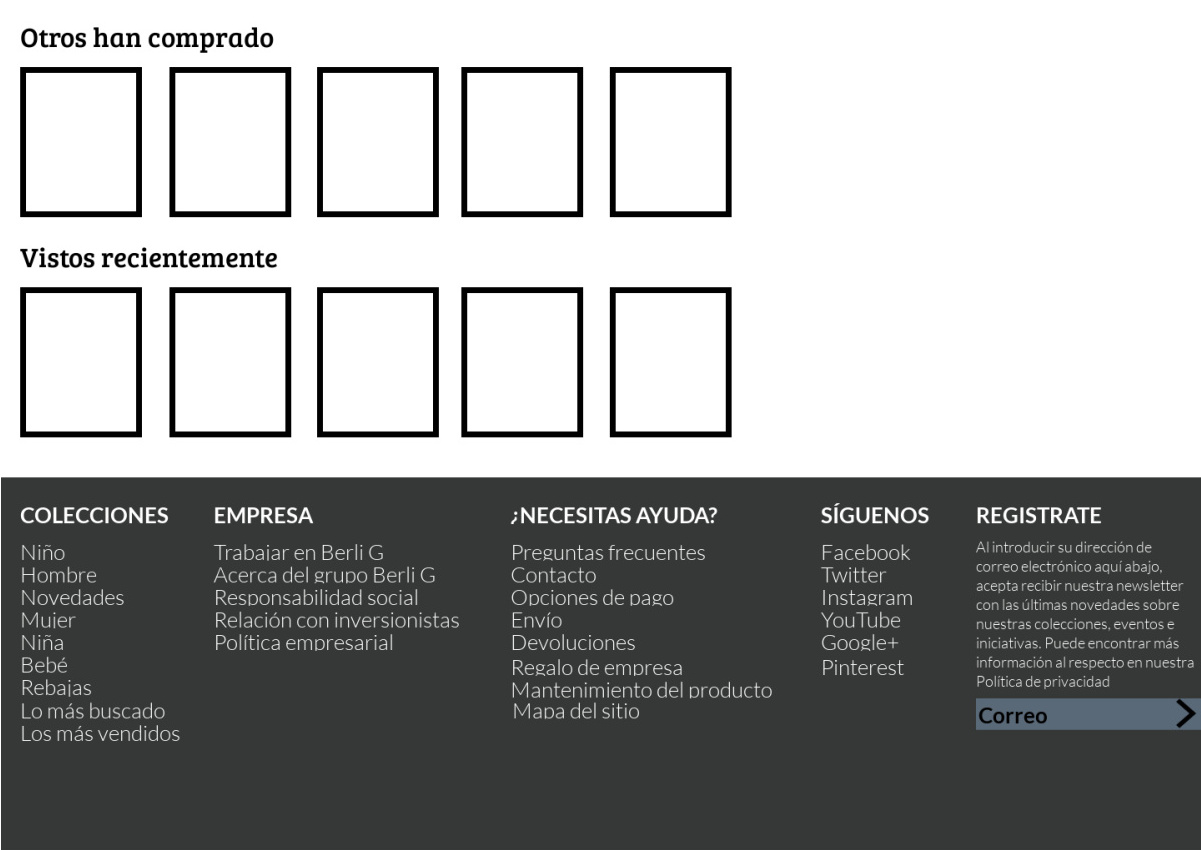 Otros han comprado
Vistos recientemente
COLECCIONES
Niño
Hombre
Novedades
Mujer
Niña
Bebé
Rebajas
Lo más buscado
Los más vendidos
EMPRESA
Trabajar en Berli G
Acerca del grupo Berli G
Responsabilidad social
Relación con inversionistas
Política empresarial
¿NECESITAS AYUDA?
Preguntas frecuentes
Contacto
Opciones de pago
Envío
Devoluciones
Regalo de empresa
Mantenimiento del producto
Mapa del sitio
SÍGUENOS
Facebook
Twitter
Instagram
YouTube
Google+
Pinterest
REGISTRATE
Al introducir su dirección de
correo electrónico aquí abajo,
acepta recibir nuestra newsletter
con las últimas novedades sobre
nuestras colecciones, eventos e
iniciativas. Puede encontrar más
información al respecto en nuestra
Política de privacidad
Correo